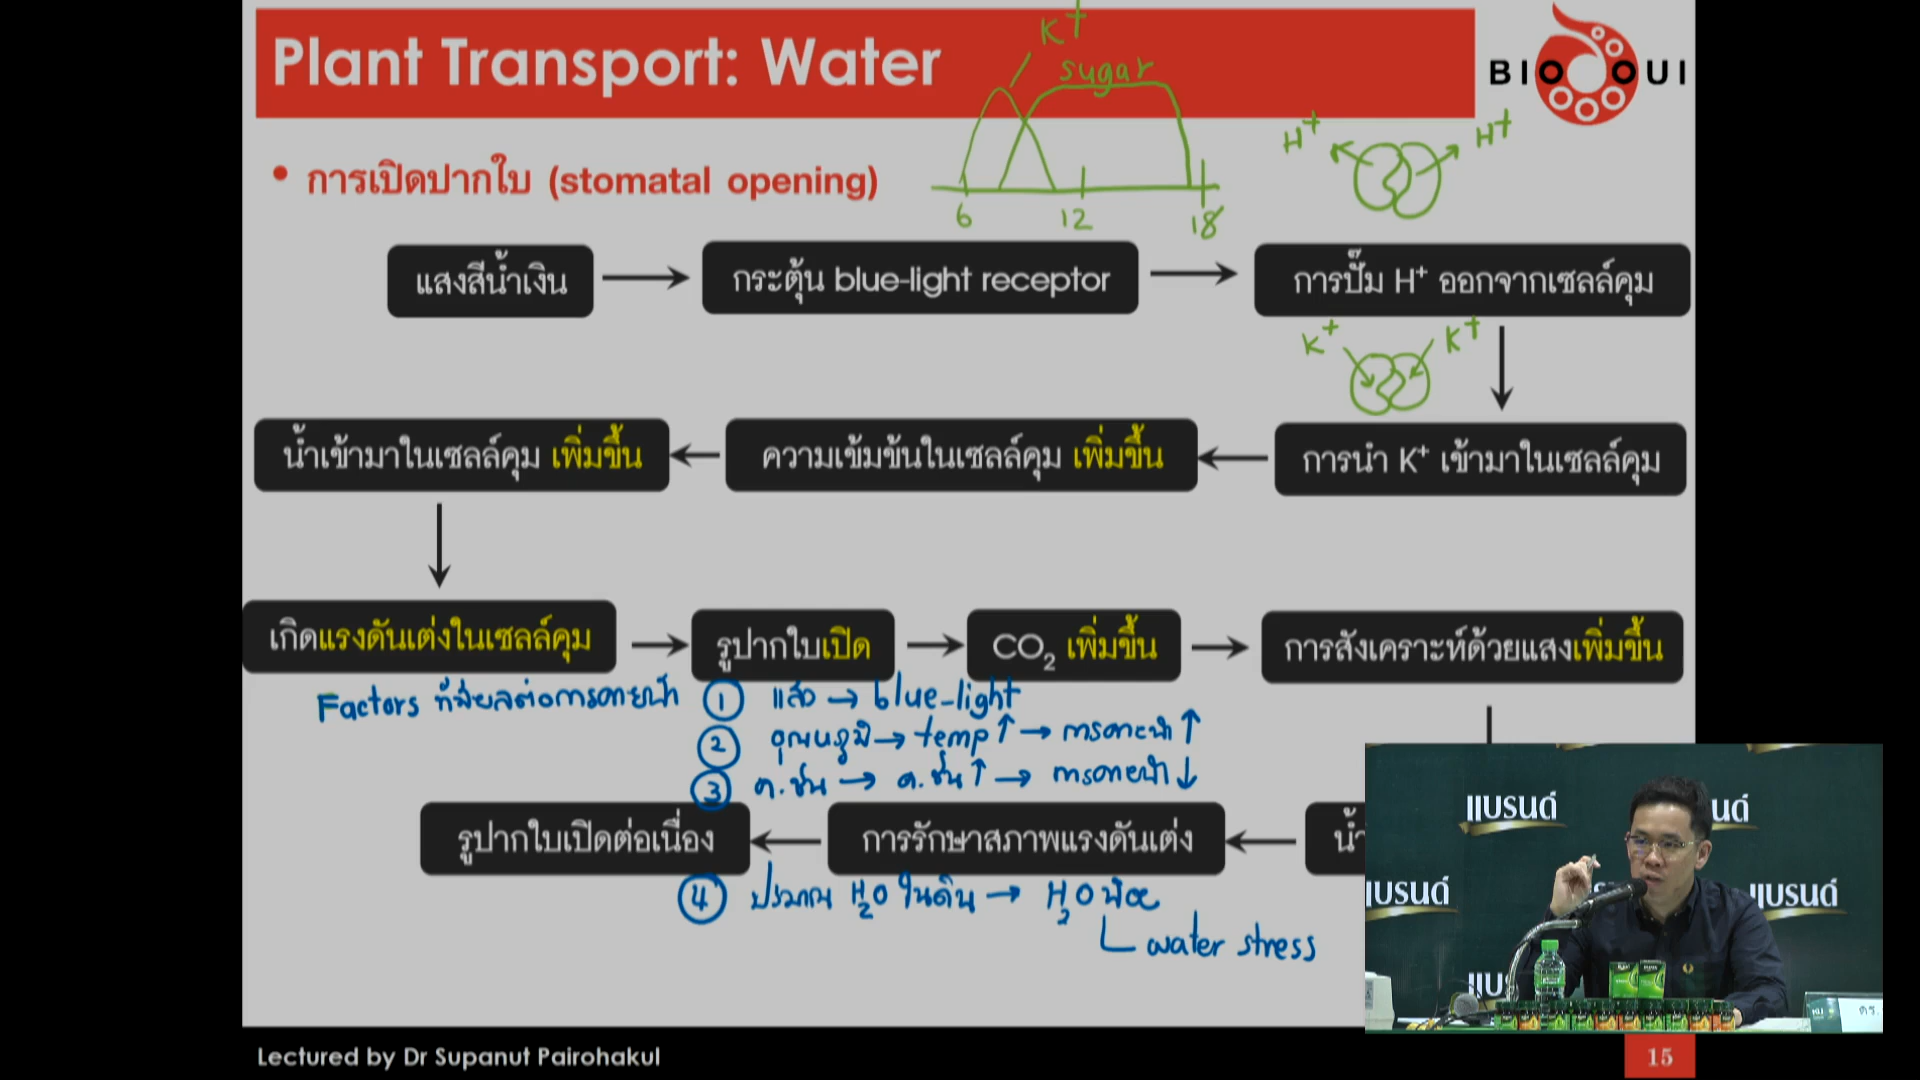 Plant Transport: Water
K+
sugar
BIO OUI
• การเปิดปากใบ (stomatal opening)
6 12 18
H+ H+
แสงสีน้ำเงิน
กระตุ้น blue-light receptor
การปั๊ม H⁺ ออกจากเซลล์คุม
K+ K+
น้ำเข้ามาในเซลล์คุม เพิ่มขึ้น
ความเข้มข้นในเซลล์คุม เพิ่มขึ้น
การนำ K⁺ เข้ามาในเซลล์คุม
เกิดแรงดันเต่งในเซลล์คุม
รูปากใบเปิด
CO₂ เพิ่มขึ้น
การสังเคราะห์ด้วยแสงเพิ่มขึ้น
Factors ที่มีผลต่อการคายน้ำ ① แสง → blue-light
② อุณหภูมิ → temp ↑ → การคายน้ำ ↑
③ ค.ชื้น → ค.ชื้น ↑ → การคายน้ำ ↓
รูปากใบเปิดต่อเนื่อง
การรักษาสภาพแรงดันเต่ง
น้ำ
④ ปริมาณ H₂O ในดิน → H₂O น้อย
water stress
แบรนด์
แบรนด์
แบรนด์
ดร.
Lectured by Dr Supanut Pairohakul
15